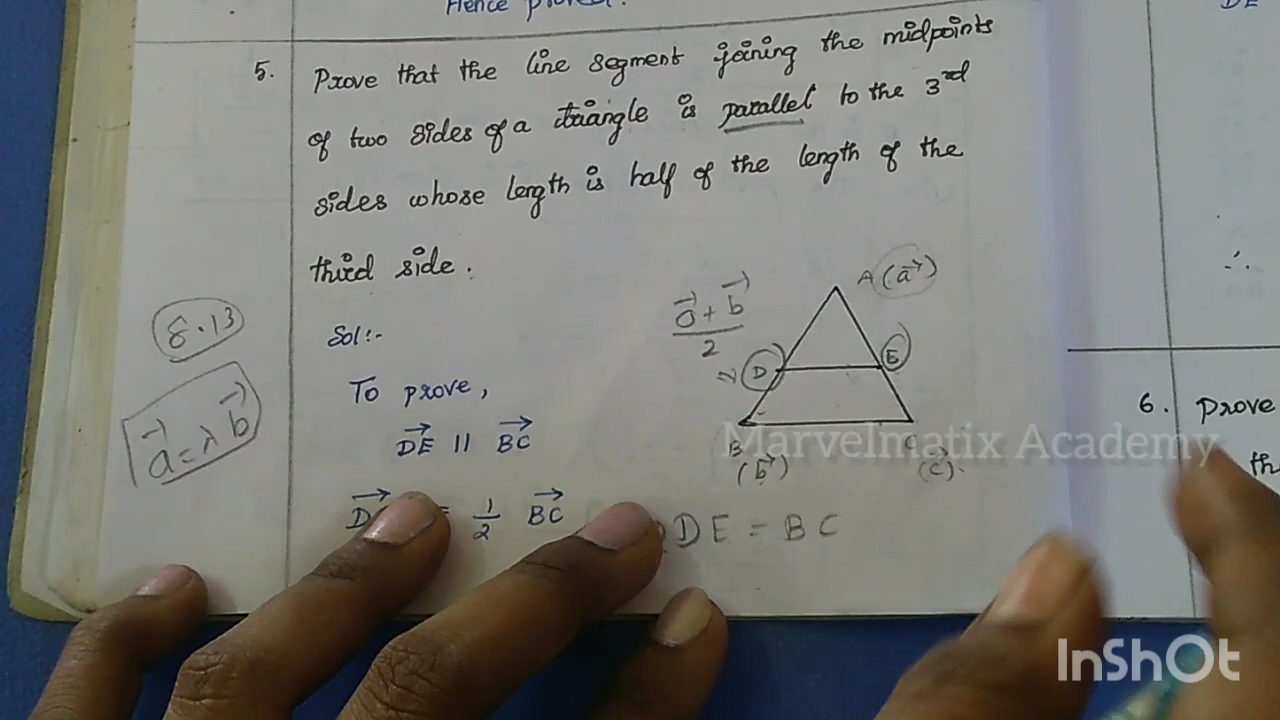 Hence proved.
DE
5. Prove that the line segment joining the midpoints
of two sides of a triangle is parallel to the 3rd
sides whose length is half of the length of the
third side.
∴
8.13
Sol:-
a⃗ = λ b⃗
To prove,
DE⃗ || BC⃗
= 1/2 BC⃗
DE = BC
(a⃗ + b⃗)/2
A (a⃗)
D
E
B
(b⃗)
C
(c⃗).
6. Prove
th
Marvelmatix Academy
InShOt